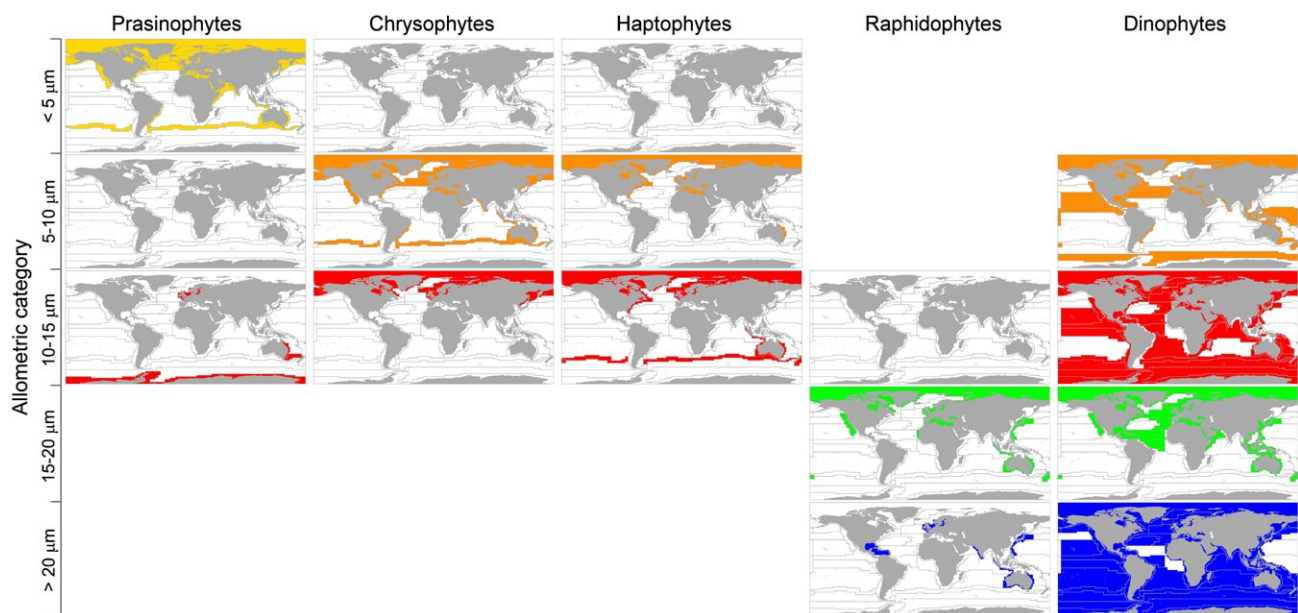 Prasinophytes Chrysophytes Haptophytes Raphidophytes Dinophytes
Allometric category
< 5 µm
5-10 µm
10-15 µm
15-20 µm
> 20 µm